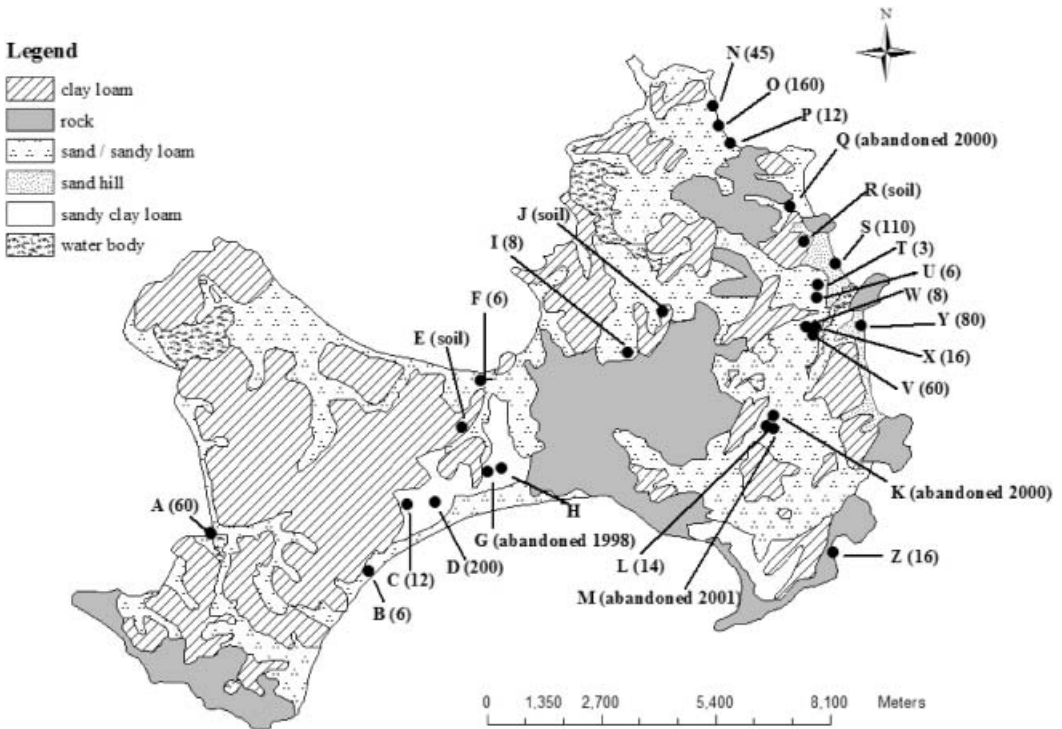 N
Legend
clay loam
rock
sand / sandy loam
sand hill
sandy clay loam
water body
N (45)
O (160)
P (12)
Q (abandoned 2000)
R (soil)
S (110)
T (3)
U (6)
W (8)
Y (80)
X (16)
V (60)
J (soil)
I (8)
F (6)
E (soil)
A (60)
K (abandoned 2000)
H
G (abandoned 1998)
D (200)
C (12)
B (6)
L (14)
M (abandoned 2001)
Z (16)
0 1,350 2,700 5,400 8,100 Meters